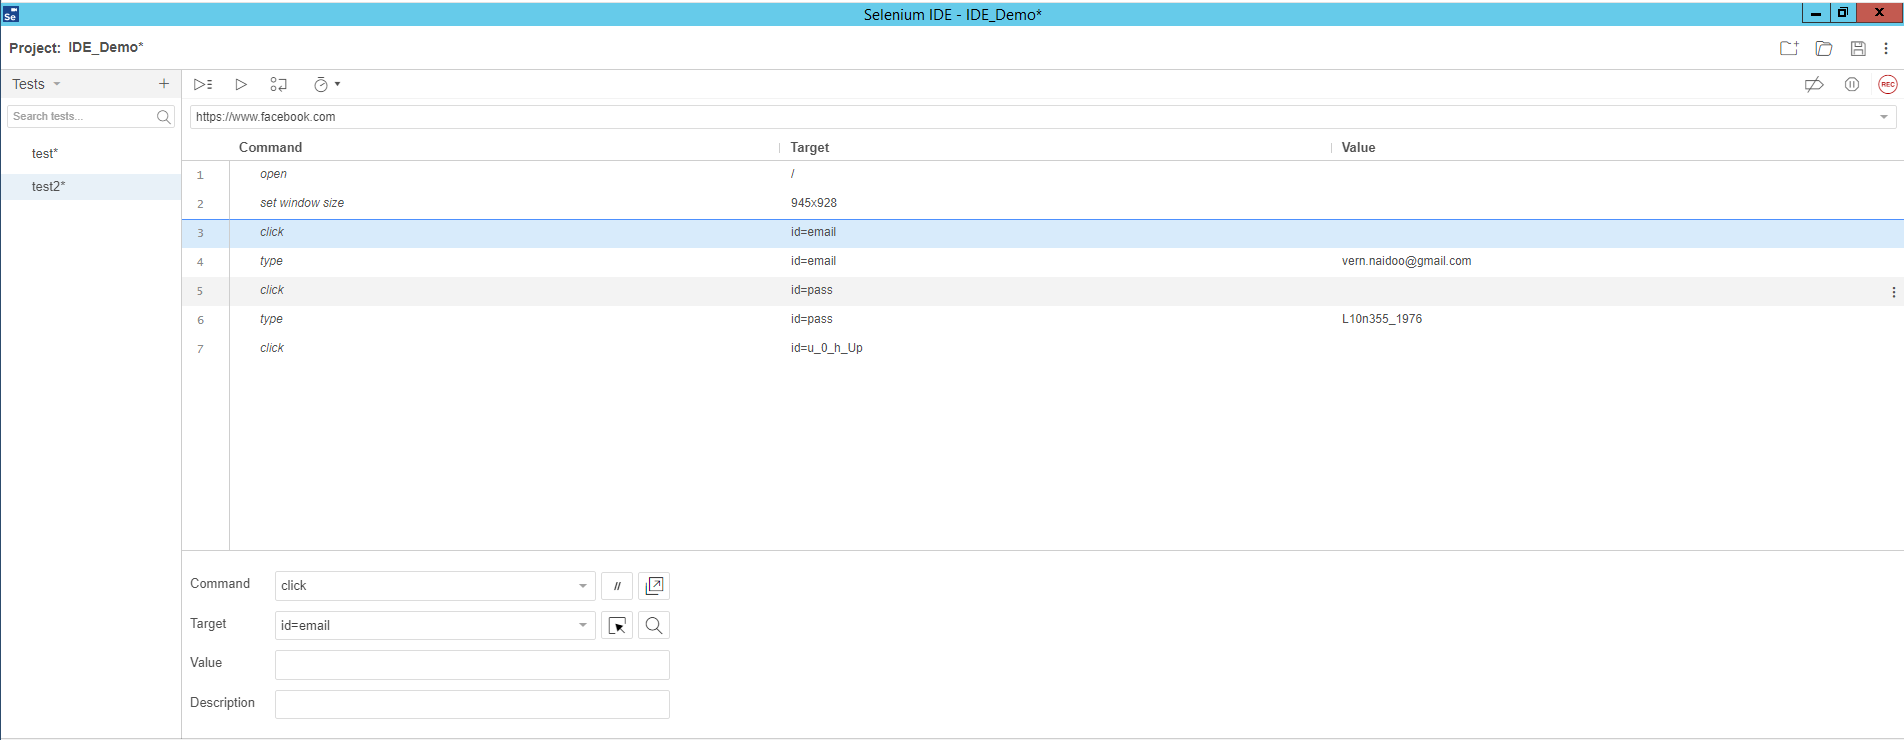 Se
Selenium IDE - IDE_Demo*
Project: IDE_Demo*
Tests
REC
Search tests...
https://www.facebook.com
test*
test2*
Command Target Value
1 open /
2 set window size 945x928
3 click id=email
4 type id=email vern.naidoo@gmail.com
5 click id=pass
6 type id=pass L10n355_1976
7 click id=u_0_h_Up
Command click //
Target id=email
Value
Description